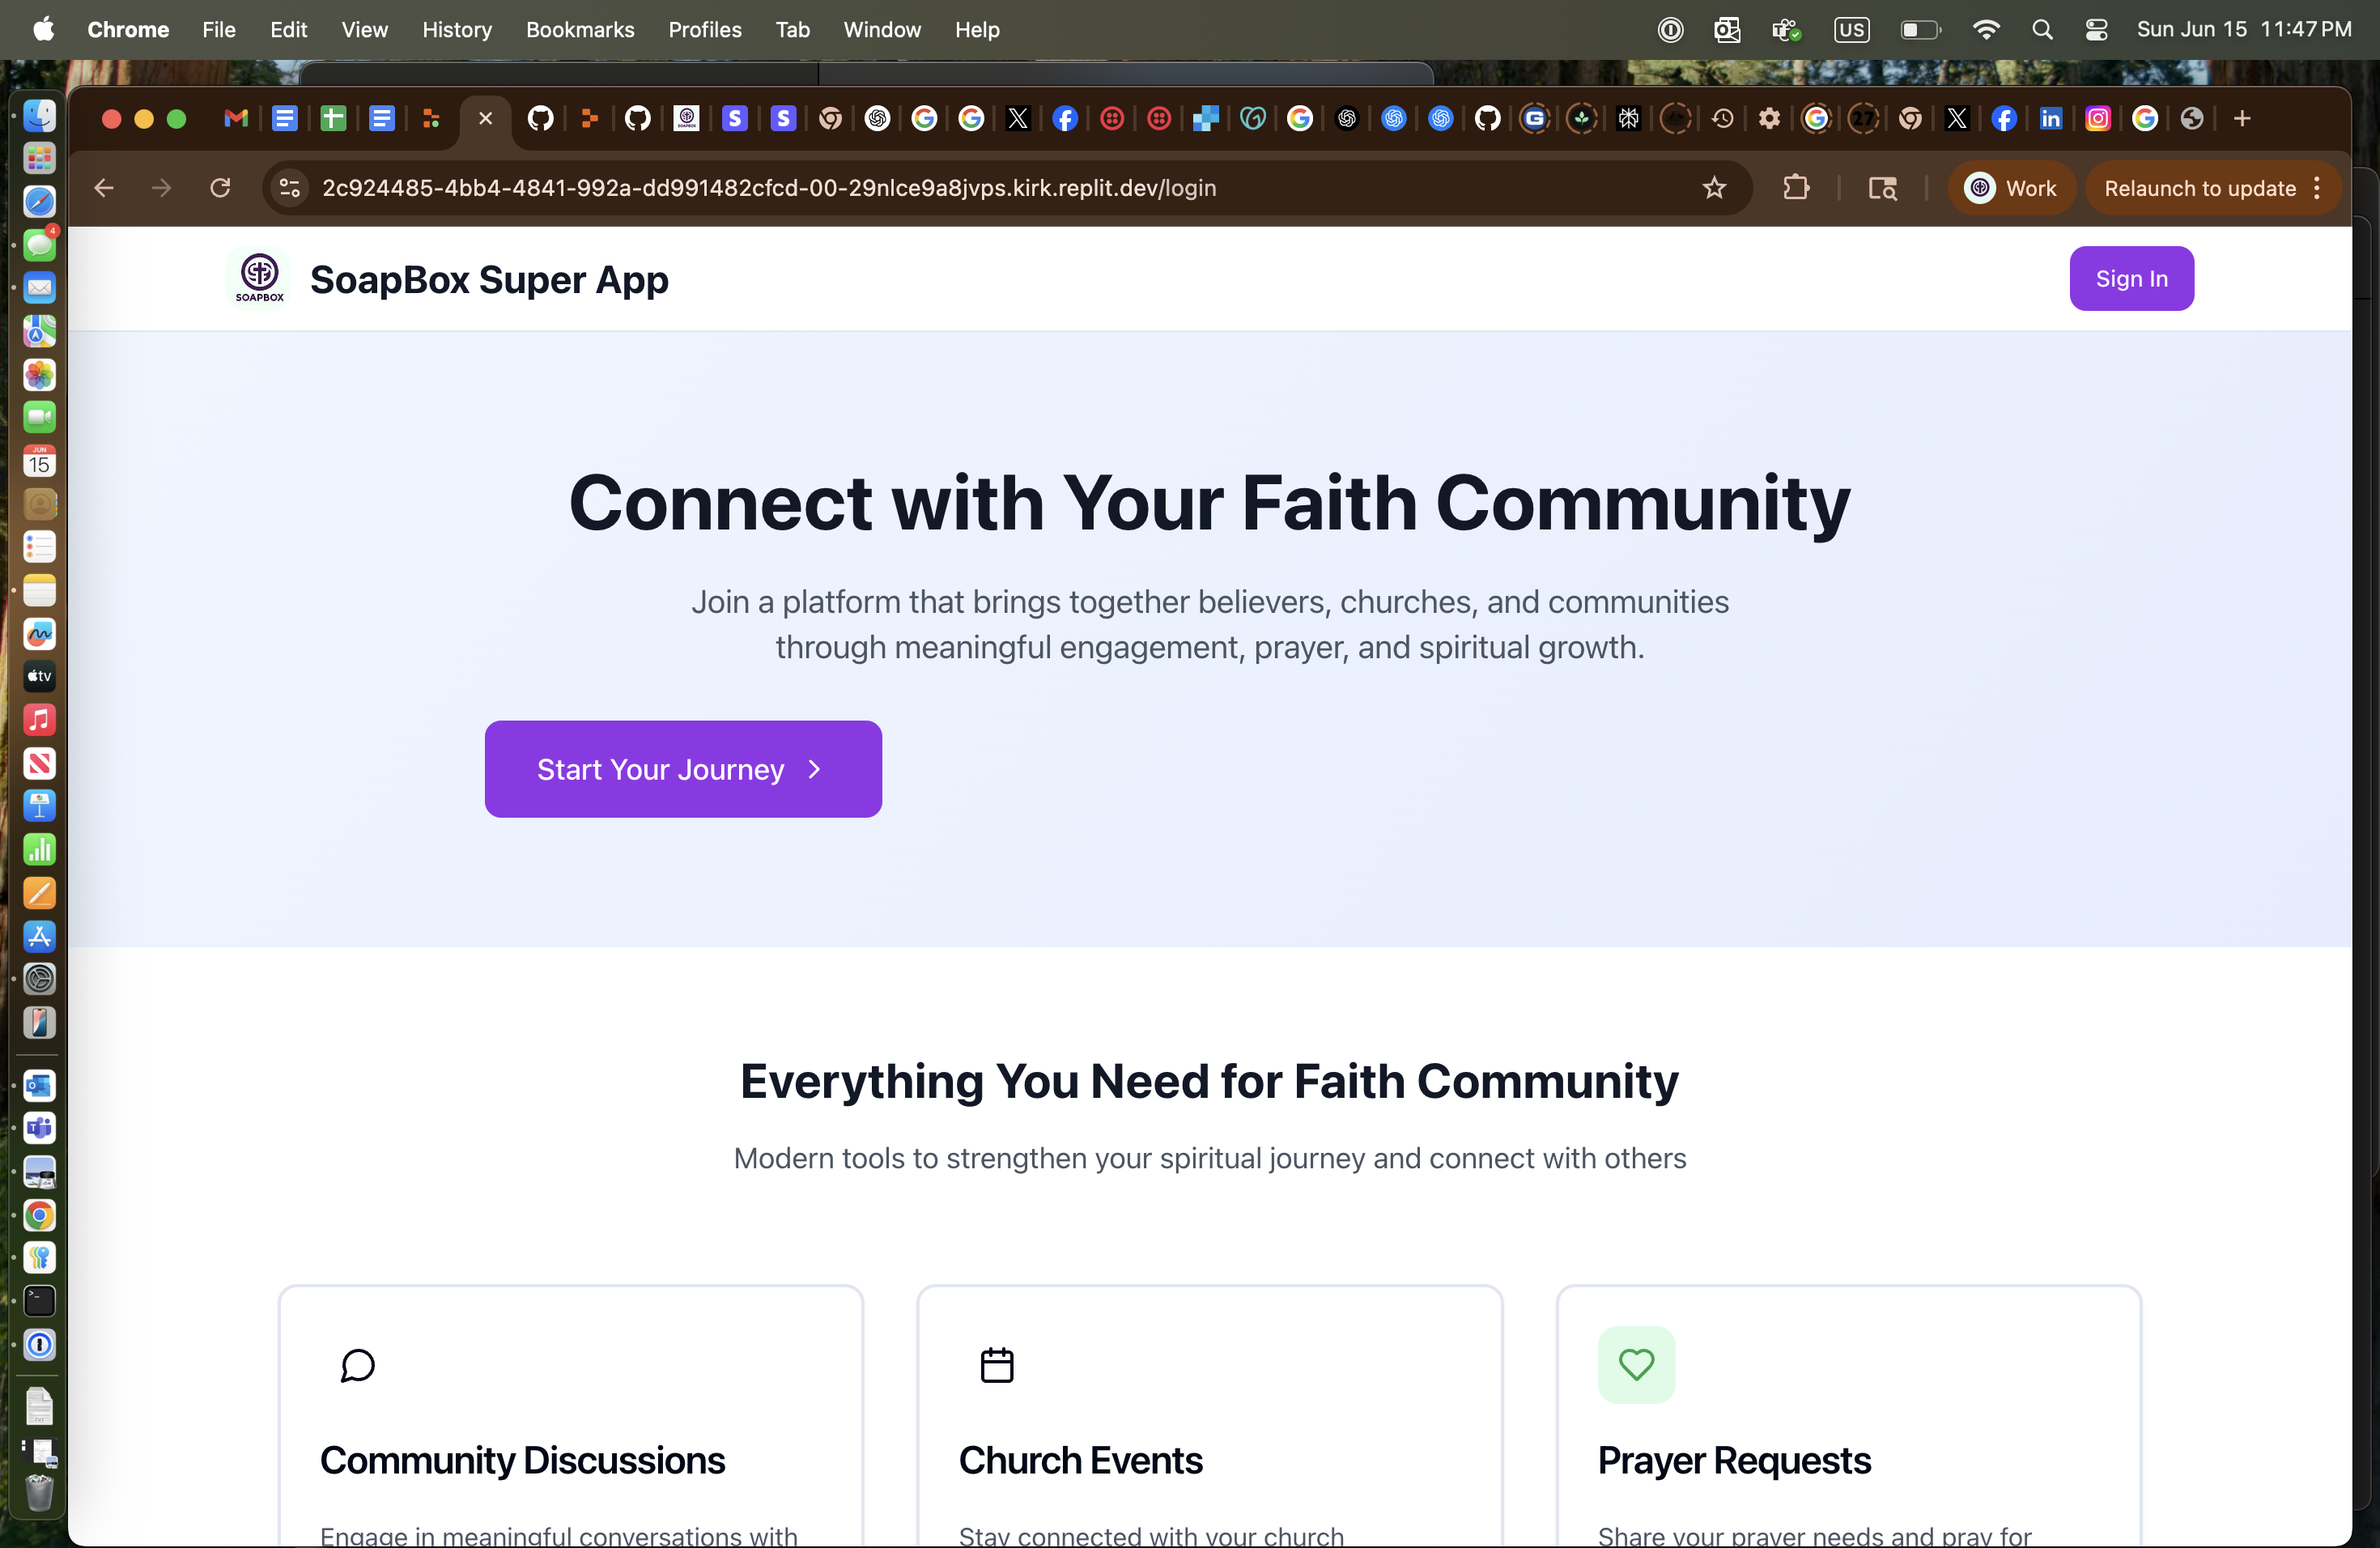 Chrome File Edit View History Bookmarks Profiles Tab Window Help US Sun Jun 15 11:47 PM
2c924485-4bb4-4841-992a-dd991482cfcd-00-29nlce9a8jvps.kirk.replit.dev/login Work Relaunch to update
SOAPBOX
SoapBox Super App
Sign In
Connect with Your Faith Community
Join a platform that brings together believers, churches, and communities
through meaningful engagement, prayer, and spiritual growth.
Start Your Journey
Everything You Need for Faith Community
Modern tools to strengthen your spiritual journey and connect with others
Community Discussions
Engage in meaningful conversations with
Church Events
Stay connected with your church
Prayer Requests
Share your prayer needs and pray for
4
JUN
15
tv